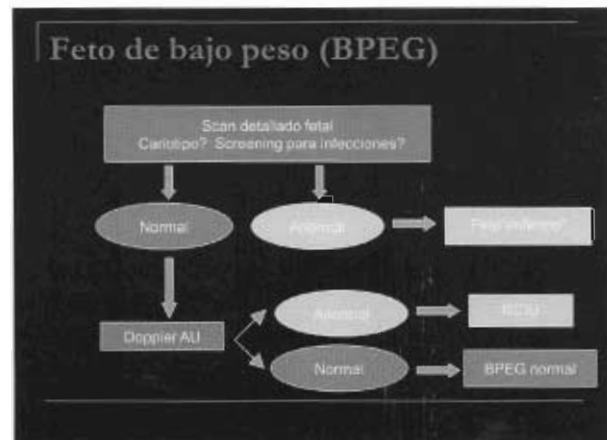 Feto de bajo peso (BPEG)
Scan detallado fetal
Cariotipo? Screening para infecciones?
Normal
Anormal
Feto enfermo?
Doppler AU
Anormal
RCIU
Normal
BPEG normal